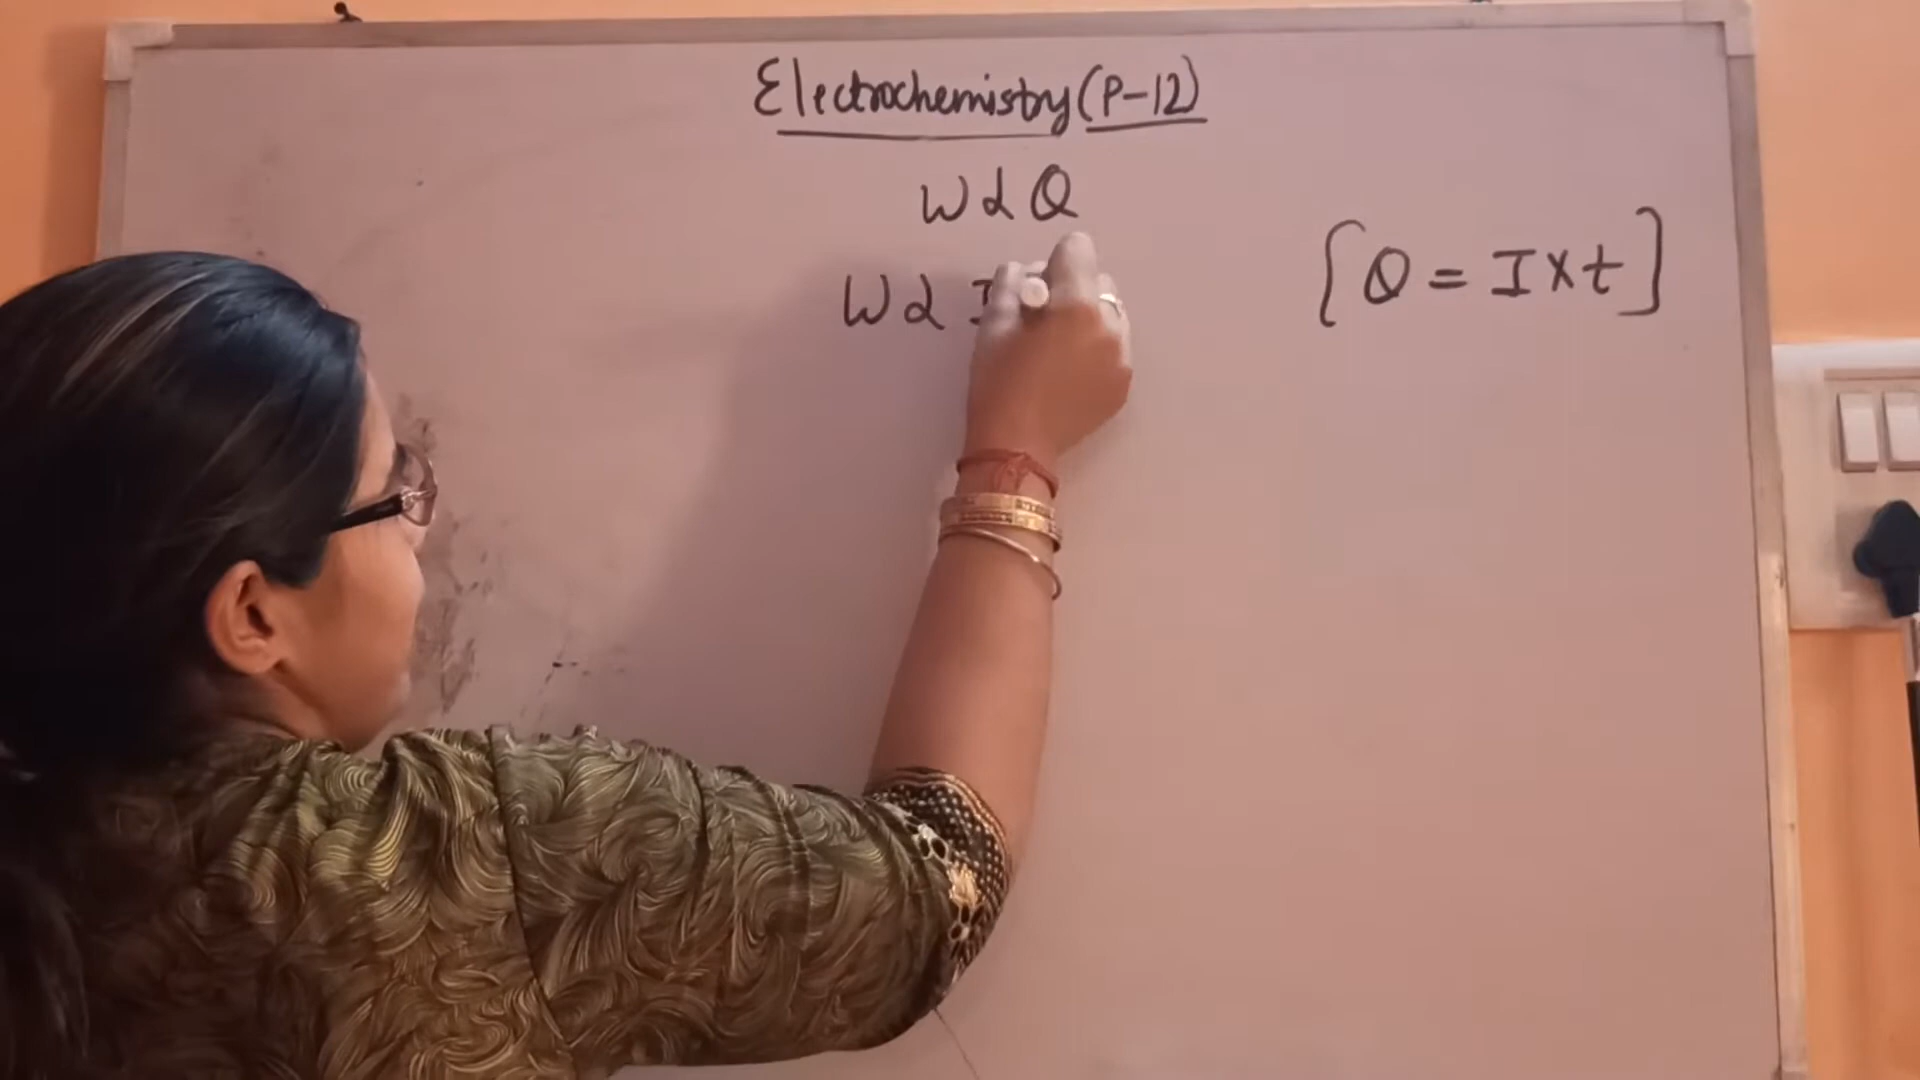 Electrochemistry (P-12)
W α Q
W α I
[Q = I × t]